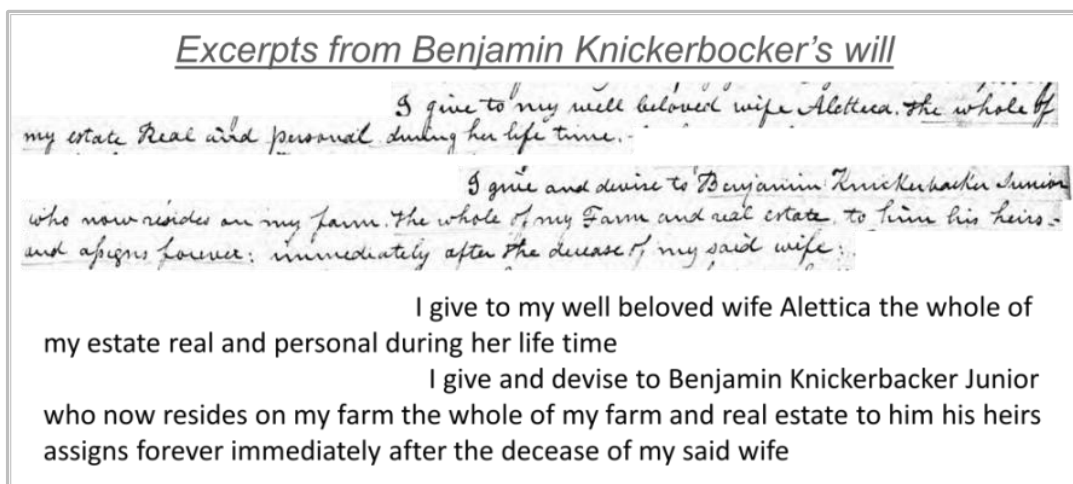 Excerpts from Benjamin Knickerbocker's will
I give to my well beloved wife Alettica. the whole of
my estate Real and personal during her life time.
I give and devise to Benjamin Knickerbacker Junior
who now resides on my farm. the whole of my Farm and real estate. to him his heirs
and assigns forever: immediately after the decease of my said wife:
I give to my well beloved wife Alettica the whole of
my estate real and personal during her life time
I give and devise to Benjamin Knickerbacker Junior
who now resides on my farm the whole of my farm and real estate to him his heirs
assigns forever immediately after the decease of my said wife